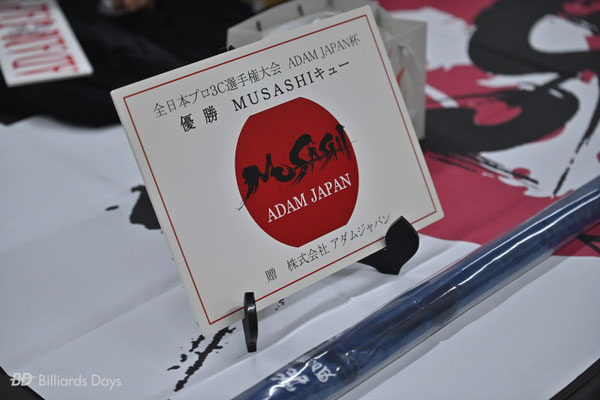 全日本プロ3C選手権大会 ADAM JAPAN杯
優勝 MUSASHIキュー
MUSASHI
ADAM JAPAN
贈 株式会社 アダムジャパン
BD Billiards Days